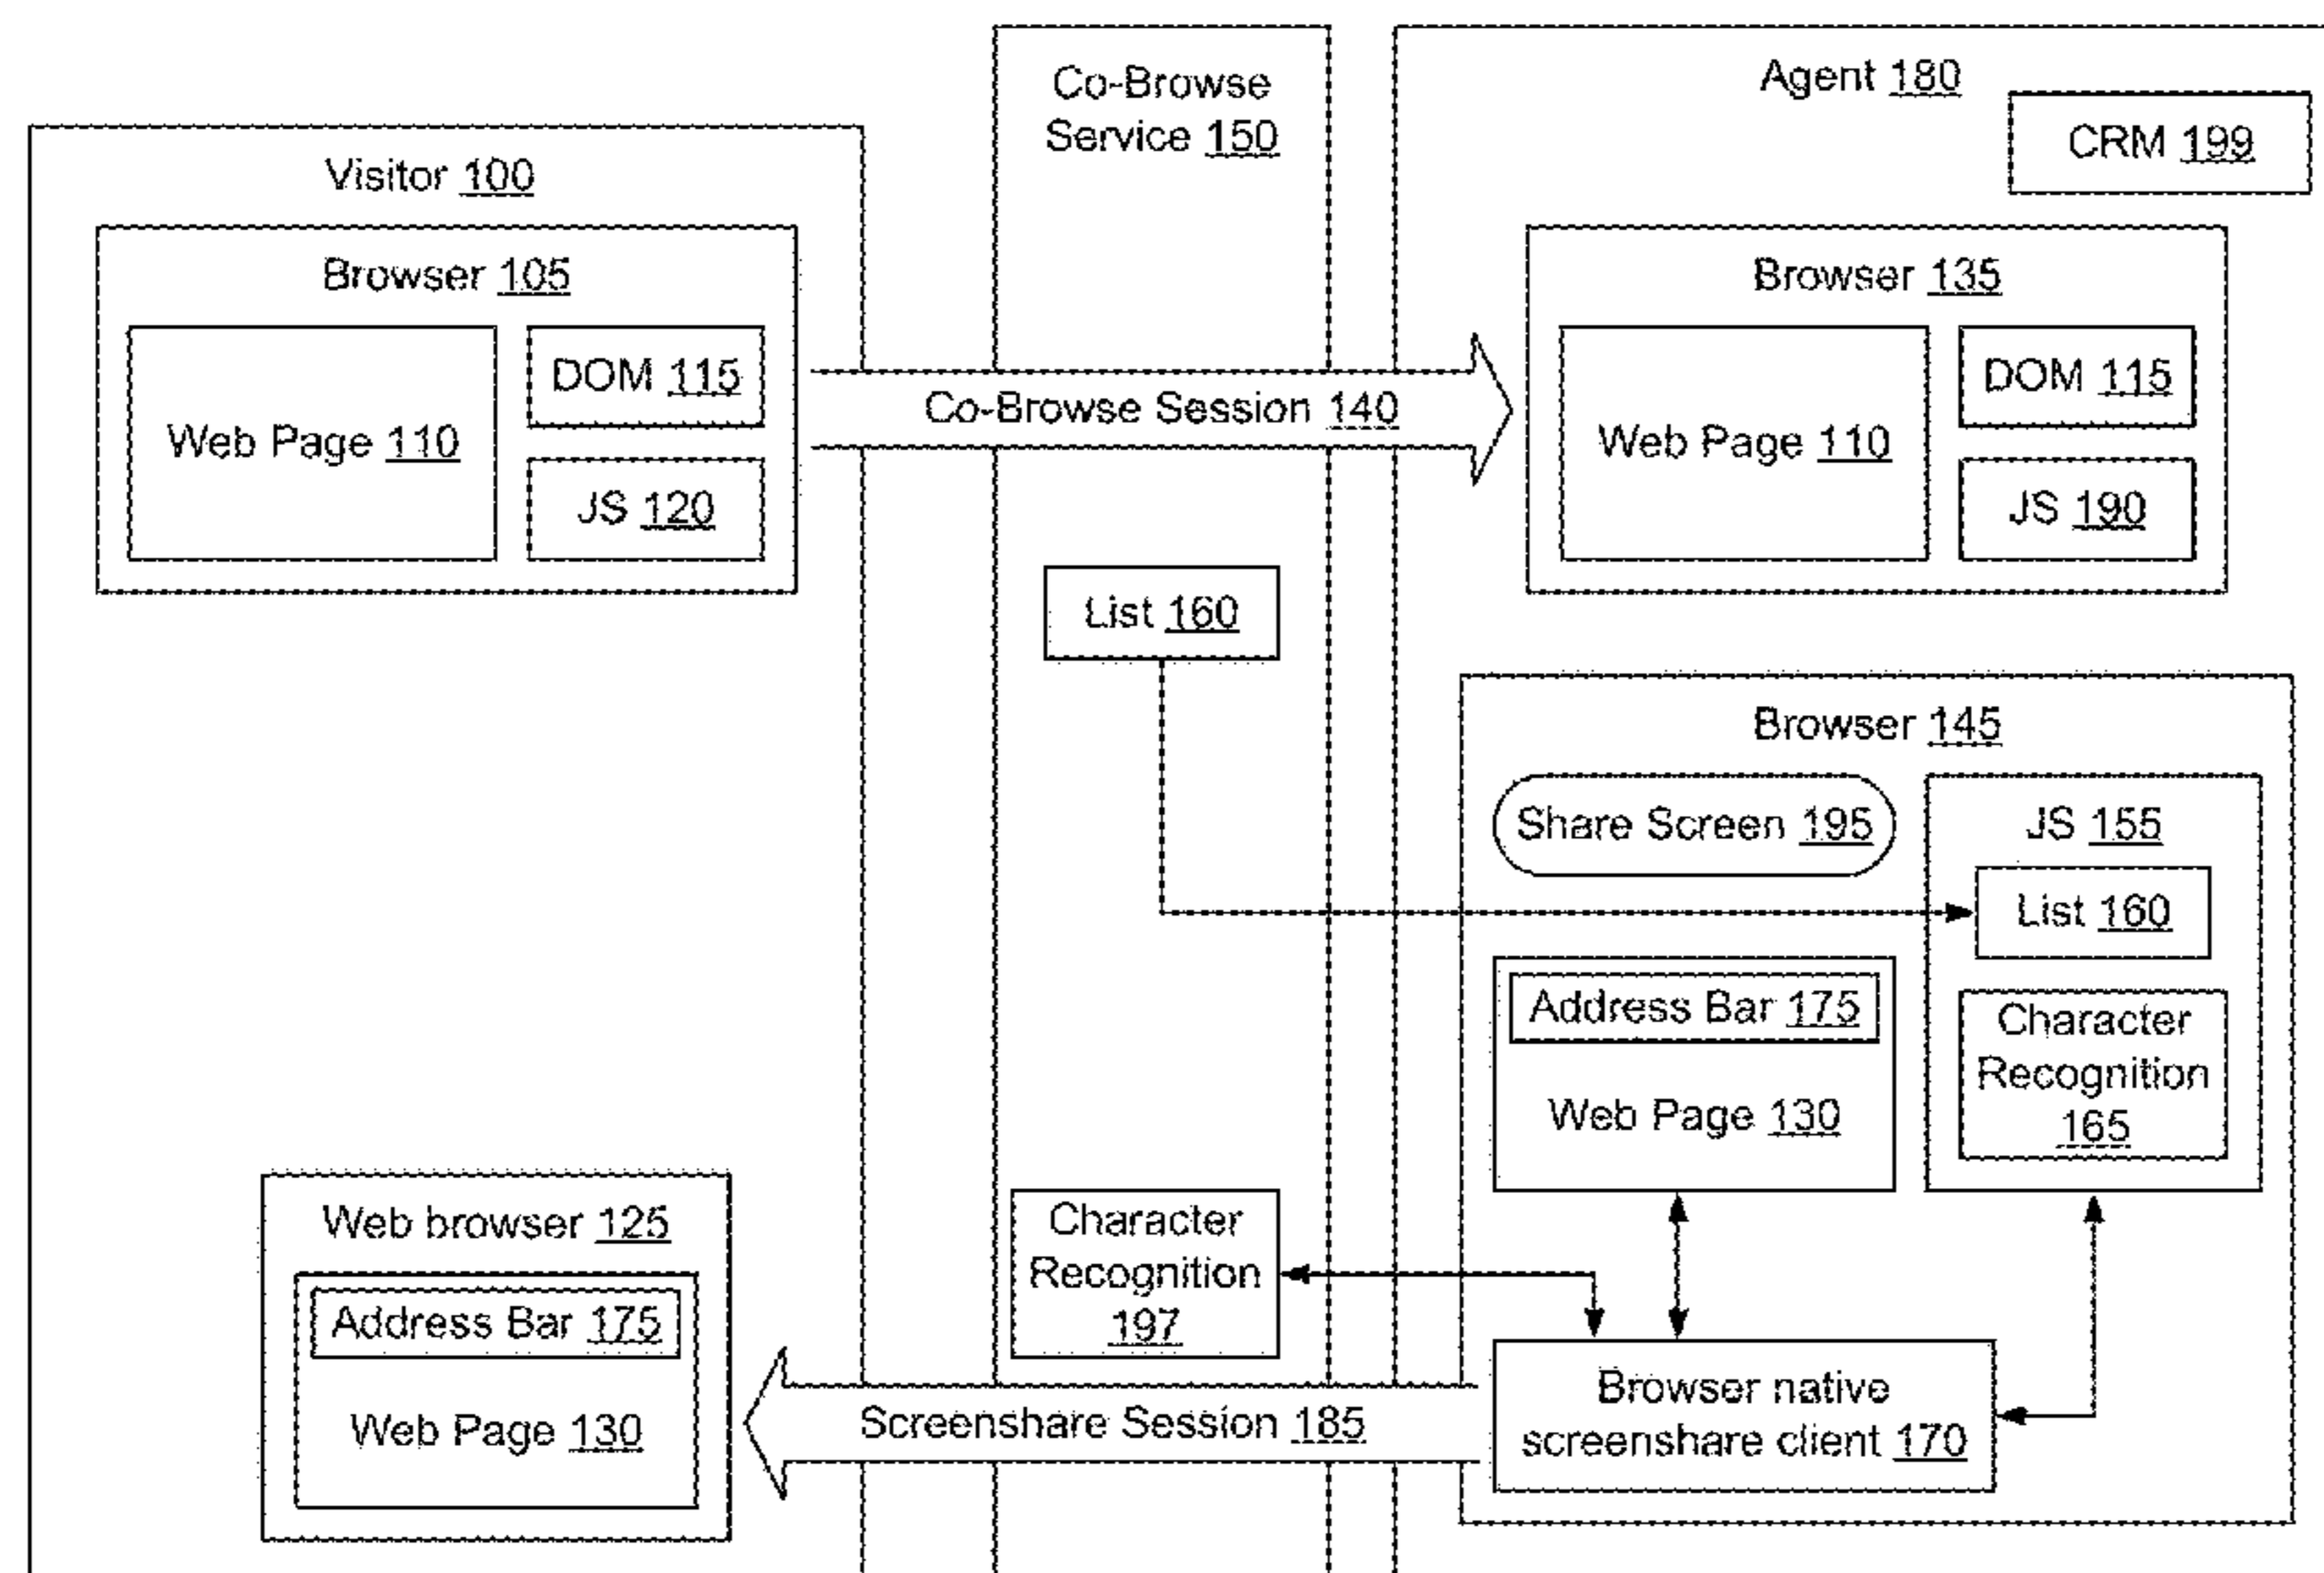 Visitor 100
Browser 105
Web Page 110
DOM 115
JS 120
Web browser 125
Address Bar 175
Web Page 130
Co-Browse
Service 150
Co-Browse Session 140
List 160
Character
Recognition
197
Screenshare Session 185
Agent 180
CRM 199
Browser 135
Web Page 110
DOM 115
JS 190
Browser 145
Share Screen 195
JS 155
List 160
Character
Recognition
165
Address Bar 175
Web Page 130
Browser native
screenshare client 170